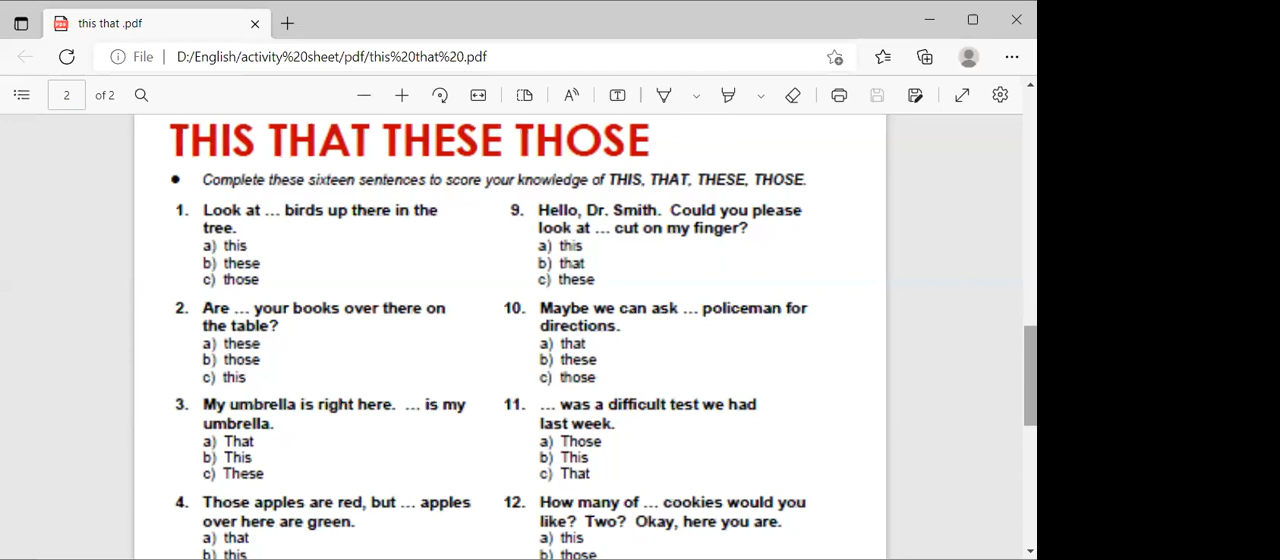 this that .pdf
File
D:/English/activity%20sheet/pdf/this%20that%20.pdf
2
of 2
THIS THAT THESE THOSE
• Complete these sixteen sentences to score your knowledge of THIS, THAT, THESE, THOSE.
1. Look at ... birds up there in the
tree.
a) this
b) these
c) those
2. Are ... your books over there on
the table?
a) these
b) those
c) this
3. My umbrella is right here. ... is my
umbrella.
a) That
b) This
c) These
4. Those apples are red, but ... apples
over here are green.
a) that
b) this
9. Hello, Dr. Smith. Could you please
look at ... cut on my finger?
a) this
b) that
c) these
10. Maybe we can ask ... policeman for
directions.
a) that
b) these
c) those
11. ... was a difficult test we had
last week.
a) Those
b) This
c) That
12. How many of ... cookies would you
like? Two? Okay, here you are.
a) this
b) those